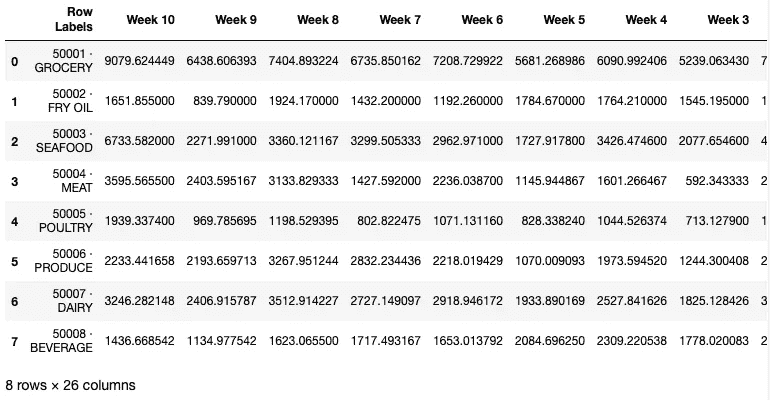 Row Labels Week 10 Week 9 Week 8 Week 7 Week 6 Week 5 Week 4 Week 3
0 50001 · GROCERY 9079.624449 6438.606393 7404.893224 6735.850162 7208.729922 5681.268986 6090.992406 5239.063430 7
1 50002 · FRY OIL 1651.855000 839.790000 1924.170000 1432.200000 1192.260000 1784.670000 1764.210000 1545.195000 1
2 50003 · SEAFOOD 6733.582000 2271.991000 3360.121167 3299.505333 2962.971000 1727.917800 3426.474600 2077.654600 4
3 50004 · MEAT 3595.565500 2403.595167 3133.829333 1427.592000 2236.038700 1145.944867 1601.266467 592.343333 2
4 50005 · POULTRY 1939.337400 969.785695 1198.529395 802.822475 1071.131160 828.338240 1044.526374 713.127900 1
5 50006 · PRODUCE 2233.441658 2193.659713 3267.951244 2832.234436 2218.019429 1070.009093 1973.594520 1244.300408 2
6 50007 · DAIRY 3246.282148 2406.915787 3512.914227 2727.149097 2918.946172 1933.890169 2527.841626 1825.128426 3
7 50008 · BEVERAGE 1436.668542 1134.977542 1623.065500 1717.493167 1653.013792 2084.696250 2309.220538 1778.020083 2
8 rows × 26 columns